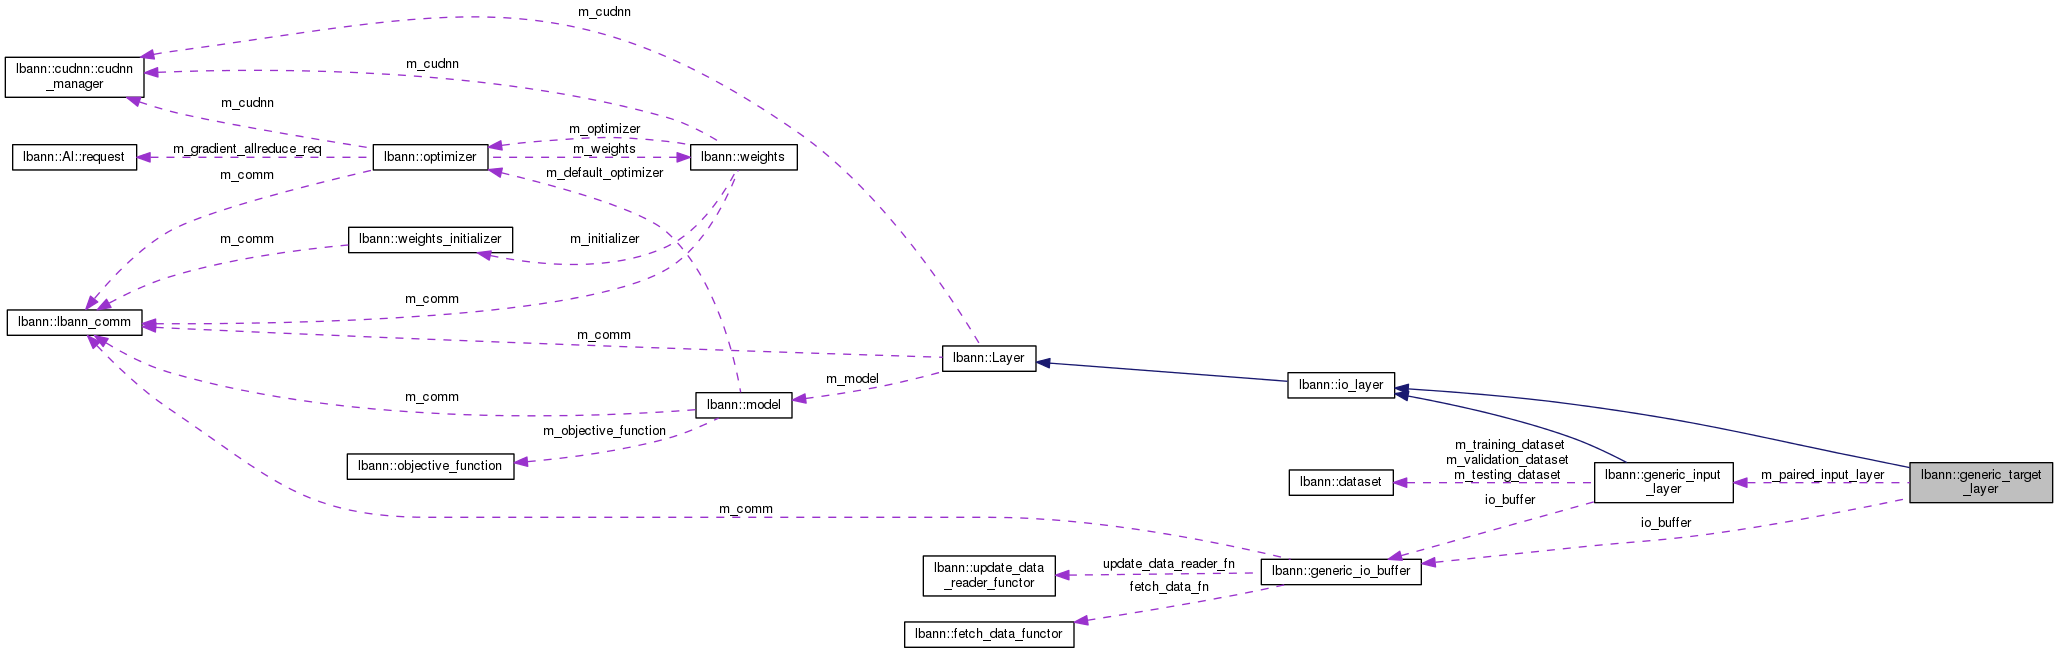 m_cudnn
lbann::cudnn::cudnn
_manager
m_cudnn
m_cudnn
m_optimizer
lbann::Al::request
m_gradient_allreduce_req
lbann::optimizer
m_weights
lbann::weights
m_comm
m_default_optimizer
lbann::weights_initializer
m_comm
m_initializer
m_comm
lbann::lbann_comm
m_comm
lbann::Layer
m_model
lbann::io_layer
m_comm
lbann::model
m_objective_function
lbann::objective_function
m_training_dataset
m_validation_dataset
m_testing_dataset
lbann::dataset
lbann::generic_input
_layer
m_paired_input_layer
lbann::generic_target
_layer
io_buffer
io_buffer
m_comm
lbann::update_data
_reader_functor
update_data_reader_fn
lbann::generic_io_buffer
fetch_data_fn
lbann::fetch_data_functor